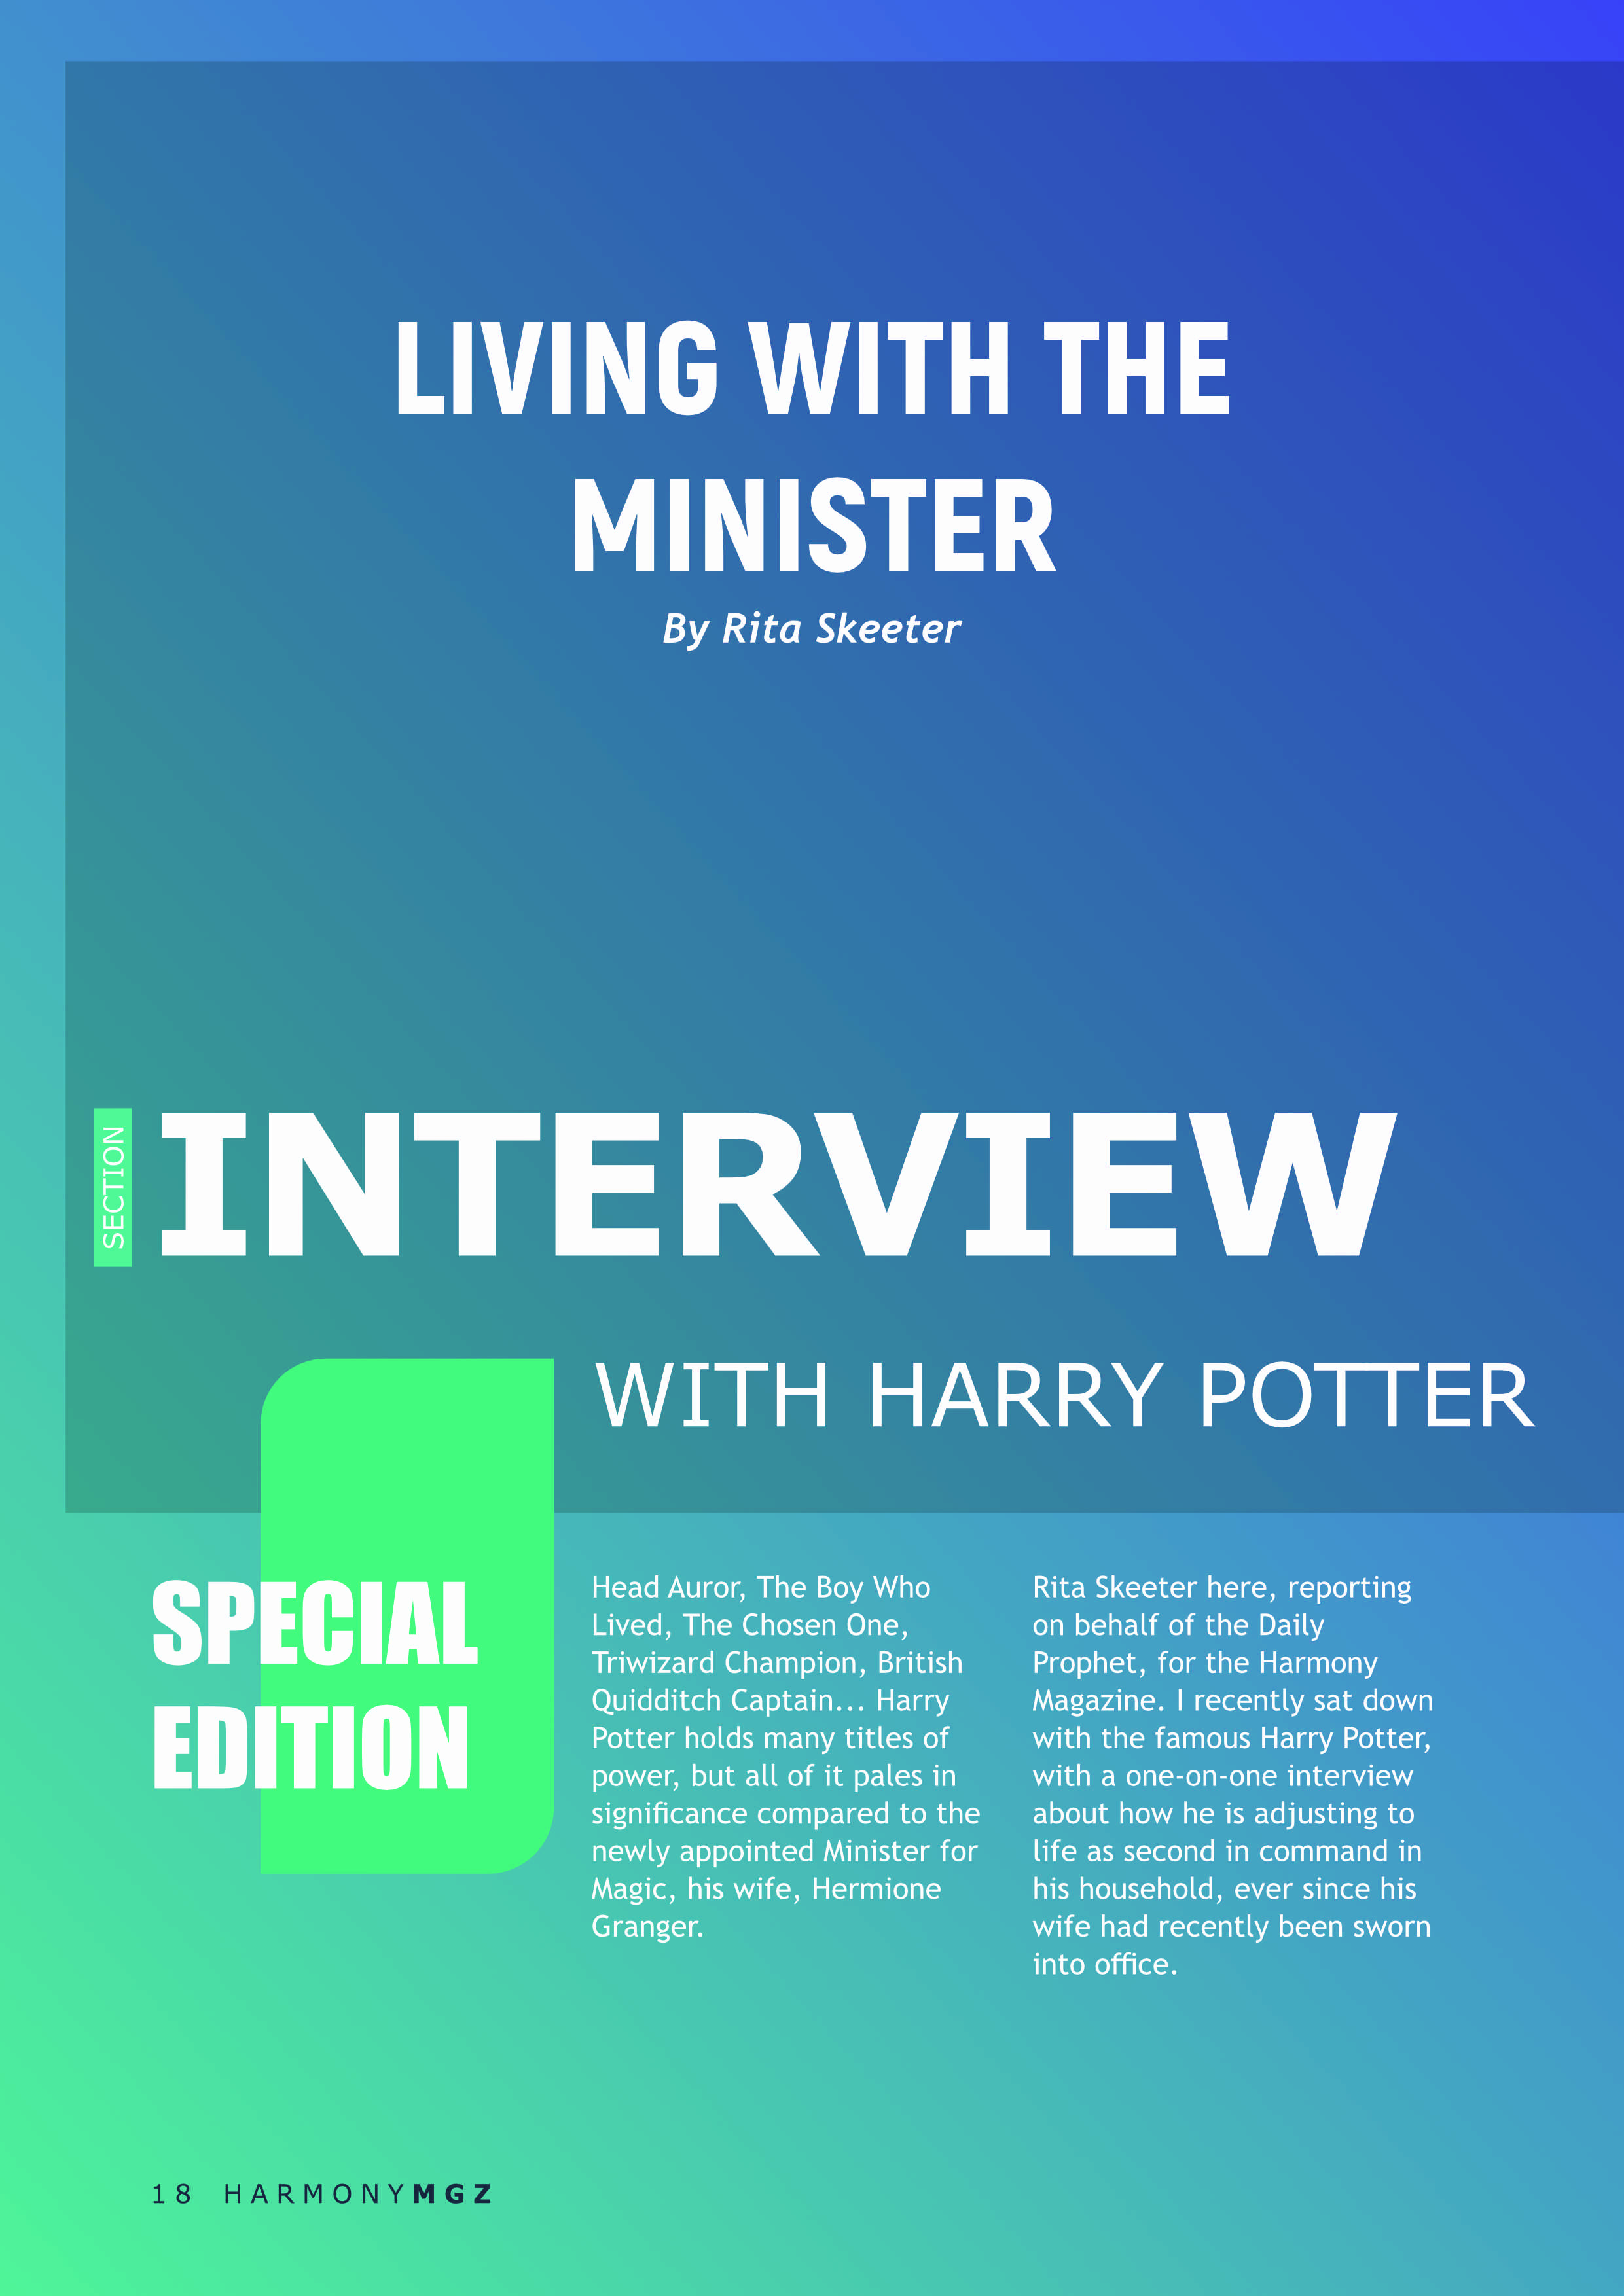 LIVING WITH THE
MINISTER
By Rita Skeeter
SECTION
INTERVIEW
WITH HARRY POTTER
SPECIAL
EDITION
Head Auror, The Boy Who
Lived, The Chosen One,
Triwizard Champion, British
Quidditch Captain... Harry
Potter holds many titles of
power, but all of it pales in
significance compared to the
newly appointed Minister for
Magic, his wife, Hermione
Granger.
Rita Skeeter here, reporting
on behalf of the Daily
Prophet, for the Harmony
Magazine. I recently sat down
with the famous Harry Potter,
with a one-on-one interview
about how he is adjusting to
life as second in command in
his household, ever since his
wife had recently been sworn
into office.
18 HARMONYMGZ